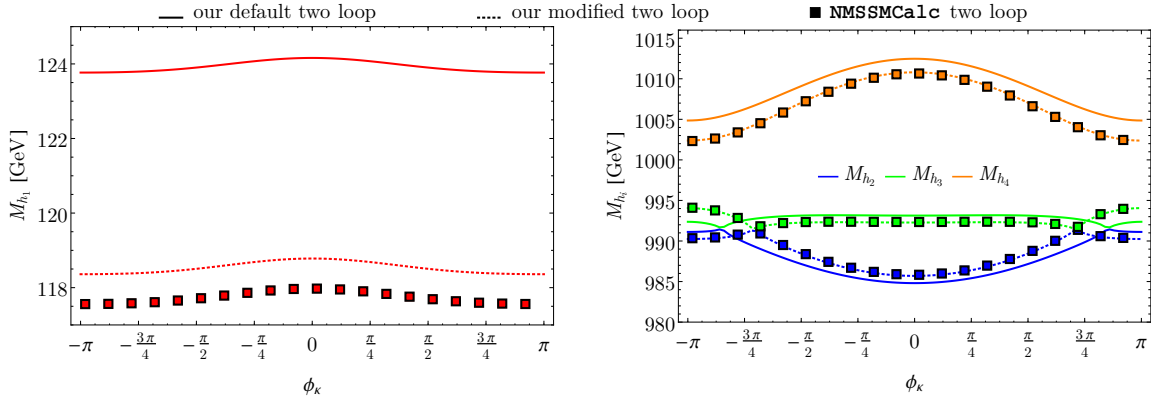 our default two loop our modified two loop NMSSMCalc two loop
124
122
120
118
M_{h_1} [GeV]
−π −3π/4 −π/2 −π/4 0 π/4 π/2 3π/4 π
ϕ_κ
1015
1010
1005
1000
995
990
985
980
M_{h_i} [GeV]
M_{h_2} M_{h_3} M_{h_4}
−π −3π/4 −π/2 −π/4 0 π/4 π/2 3π/4 π
ϕ_κ